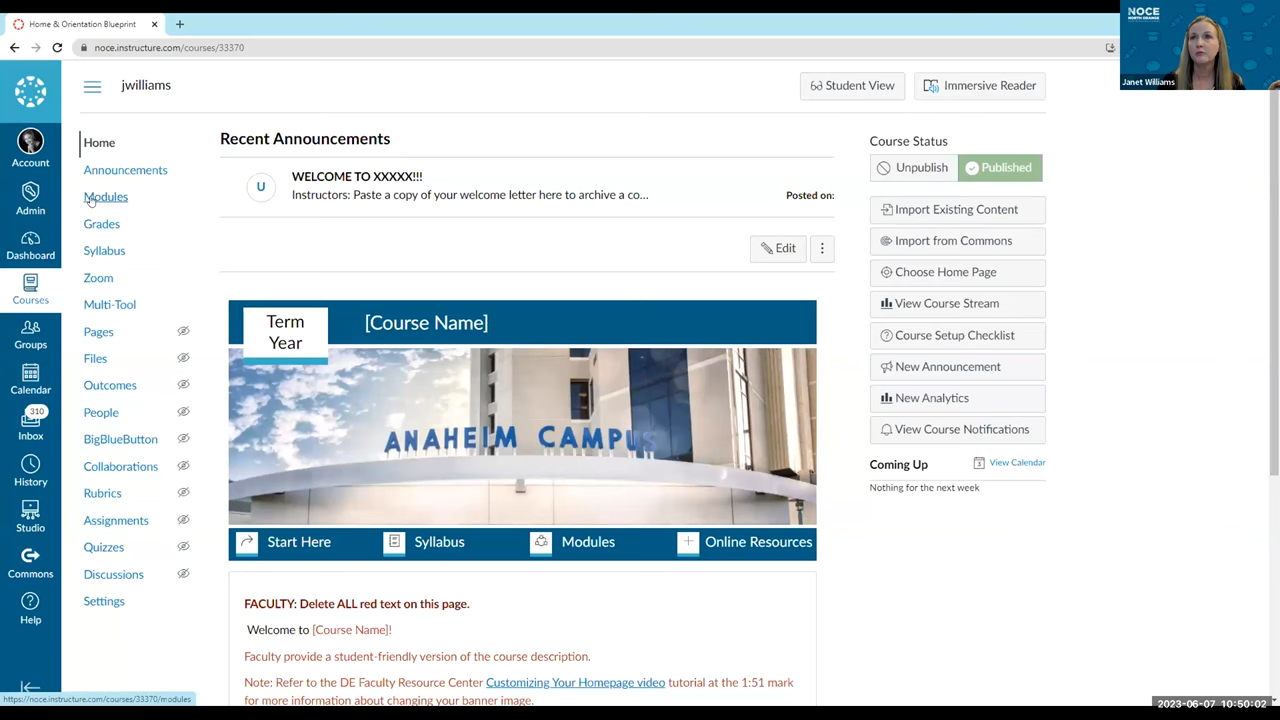 Home & Orientation Blueprint
noce.instructure.com/courses/33370
NOCE
NORTH ORANGE
Janet Williams
jwilliams
Student View
Immersive Reader
Account
Admin
Dashboard
Courses
Groups
Calendar
310
Inbox
History
Studio
Commons
Help
Home
Announcements
Modules
Grades
Syllabus
Zoom
Multi-Tool
Pages
Files
Outcomes
People
BigBlueButton
Collaborations
Rubrics
Assignments
Quizzes
Discussions
Settings
Recent Announcements
U
WELCOME TO XXXXX!!!
Instructors: Paste a copy of your welcome letter here to archive a co...
Posted on:
Edit
Term
Year
[Course Name]
ANAHEIM CAMPUS
Start Here
Syllabus
Modules
Online Resources
FACULTY: Delete ALL red text on this page.
Welcome to [Course Name]!
Faculty provide a student-friendly version of the course description.
Note: Refer to the DE Faculty Resource Center Customizing Your Homepage video tutorial at the 1:51 mark
for more information about changing your banner image.
Course Status
Unpublish
Published
Import Existing Content
Import from Commons
Choose Home Page
View Course Stream
Course Setup Checklist
New Announcement
New Analytics
View Course Notifications
Coming Up
View Calendar
Nothing for the next week
https://noce.instructure.com/courses/33370/modules
2023-06-07 10:50:02